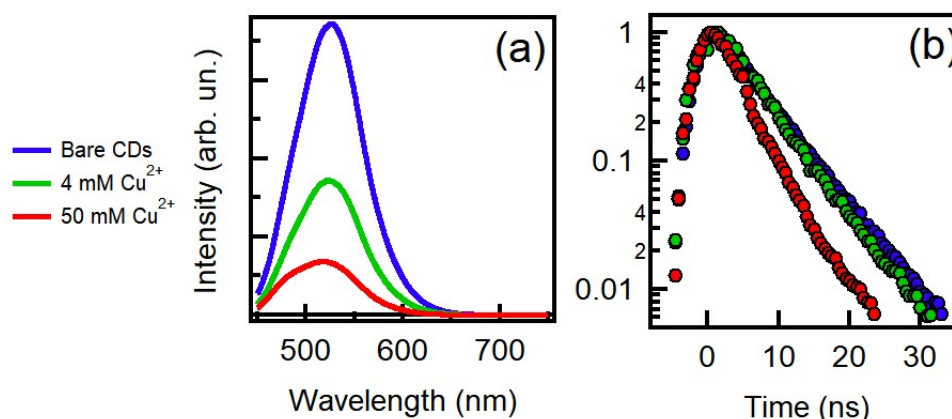 Bare CDs
4 mM Cu²⁺
50 mM Cu²⁺
Intensity (arb. un.)
(a)
500
600
700
Wavelength (nm)
(b)
1
4
2
0.1
4
2
0.01
0
10
20
30
Time (ns)